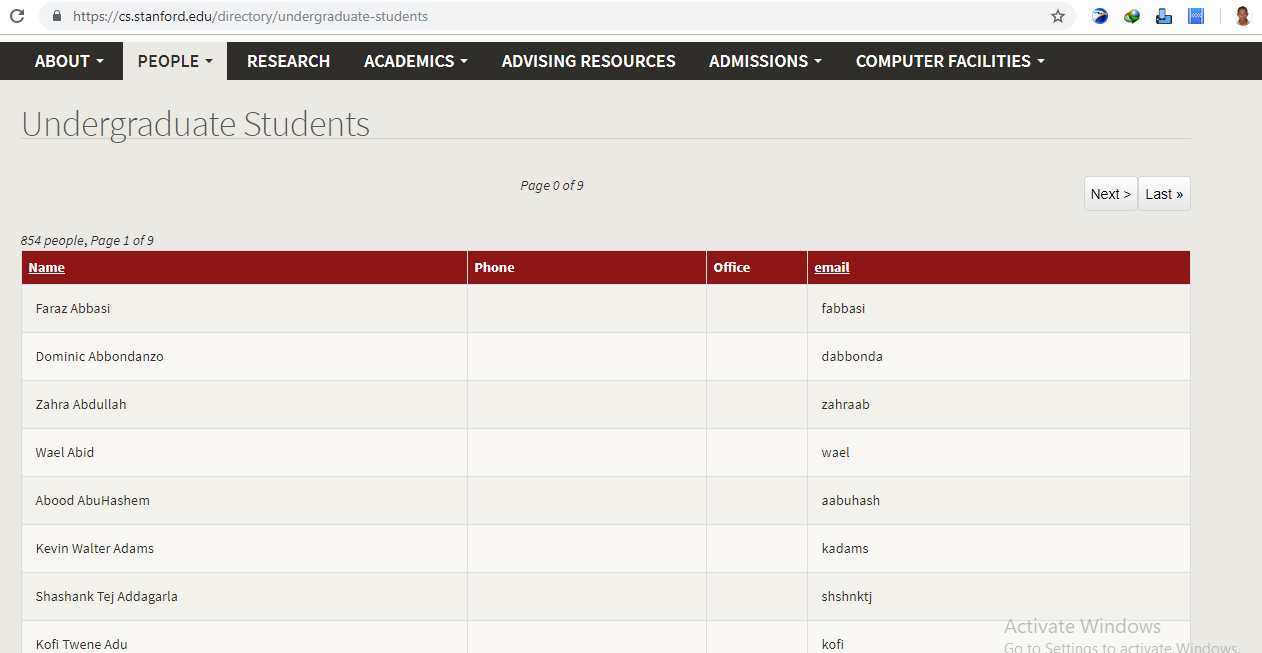 https://cs.stanford.edu/directory/undergraduate-students
ABOUT PEOPLE RESEARCH ACADEMICS ADVISING RESOURCES ADMISSIONS COMPUTER FACILITIES
Undergraduate Students
Page 0 of 9
Next > Last »
854 people, Page 1 of 9
Name Phone Office email
Faraz Abbasi fabbasi
Dominic Abbondanzo dabbonda
Zahra Abdullah zahraab
Wael Abid wael
Abood AbuHashem aabuhash
Kevin Walter Adams kadams
Shashank Tej Addagarla shshnktj
Kofi Twene Adu kofi
Activate Windows
Go to Settings to activate Windows.